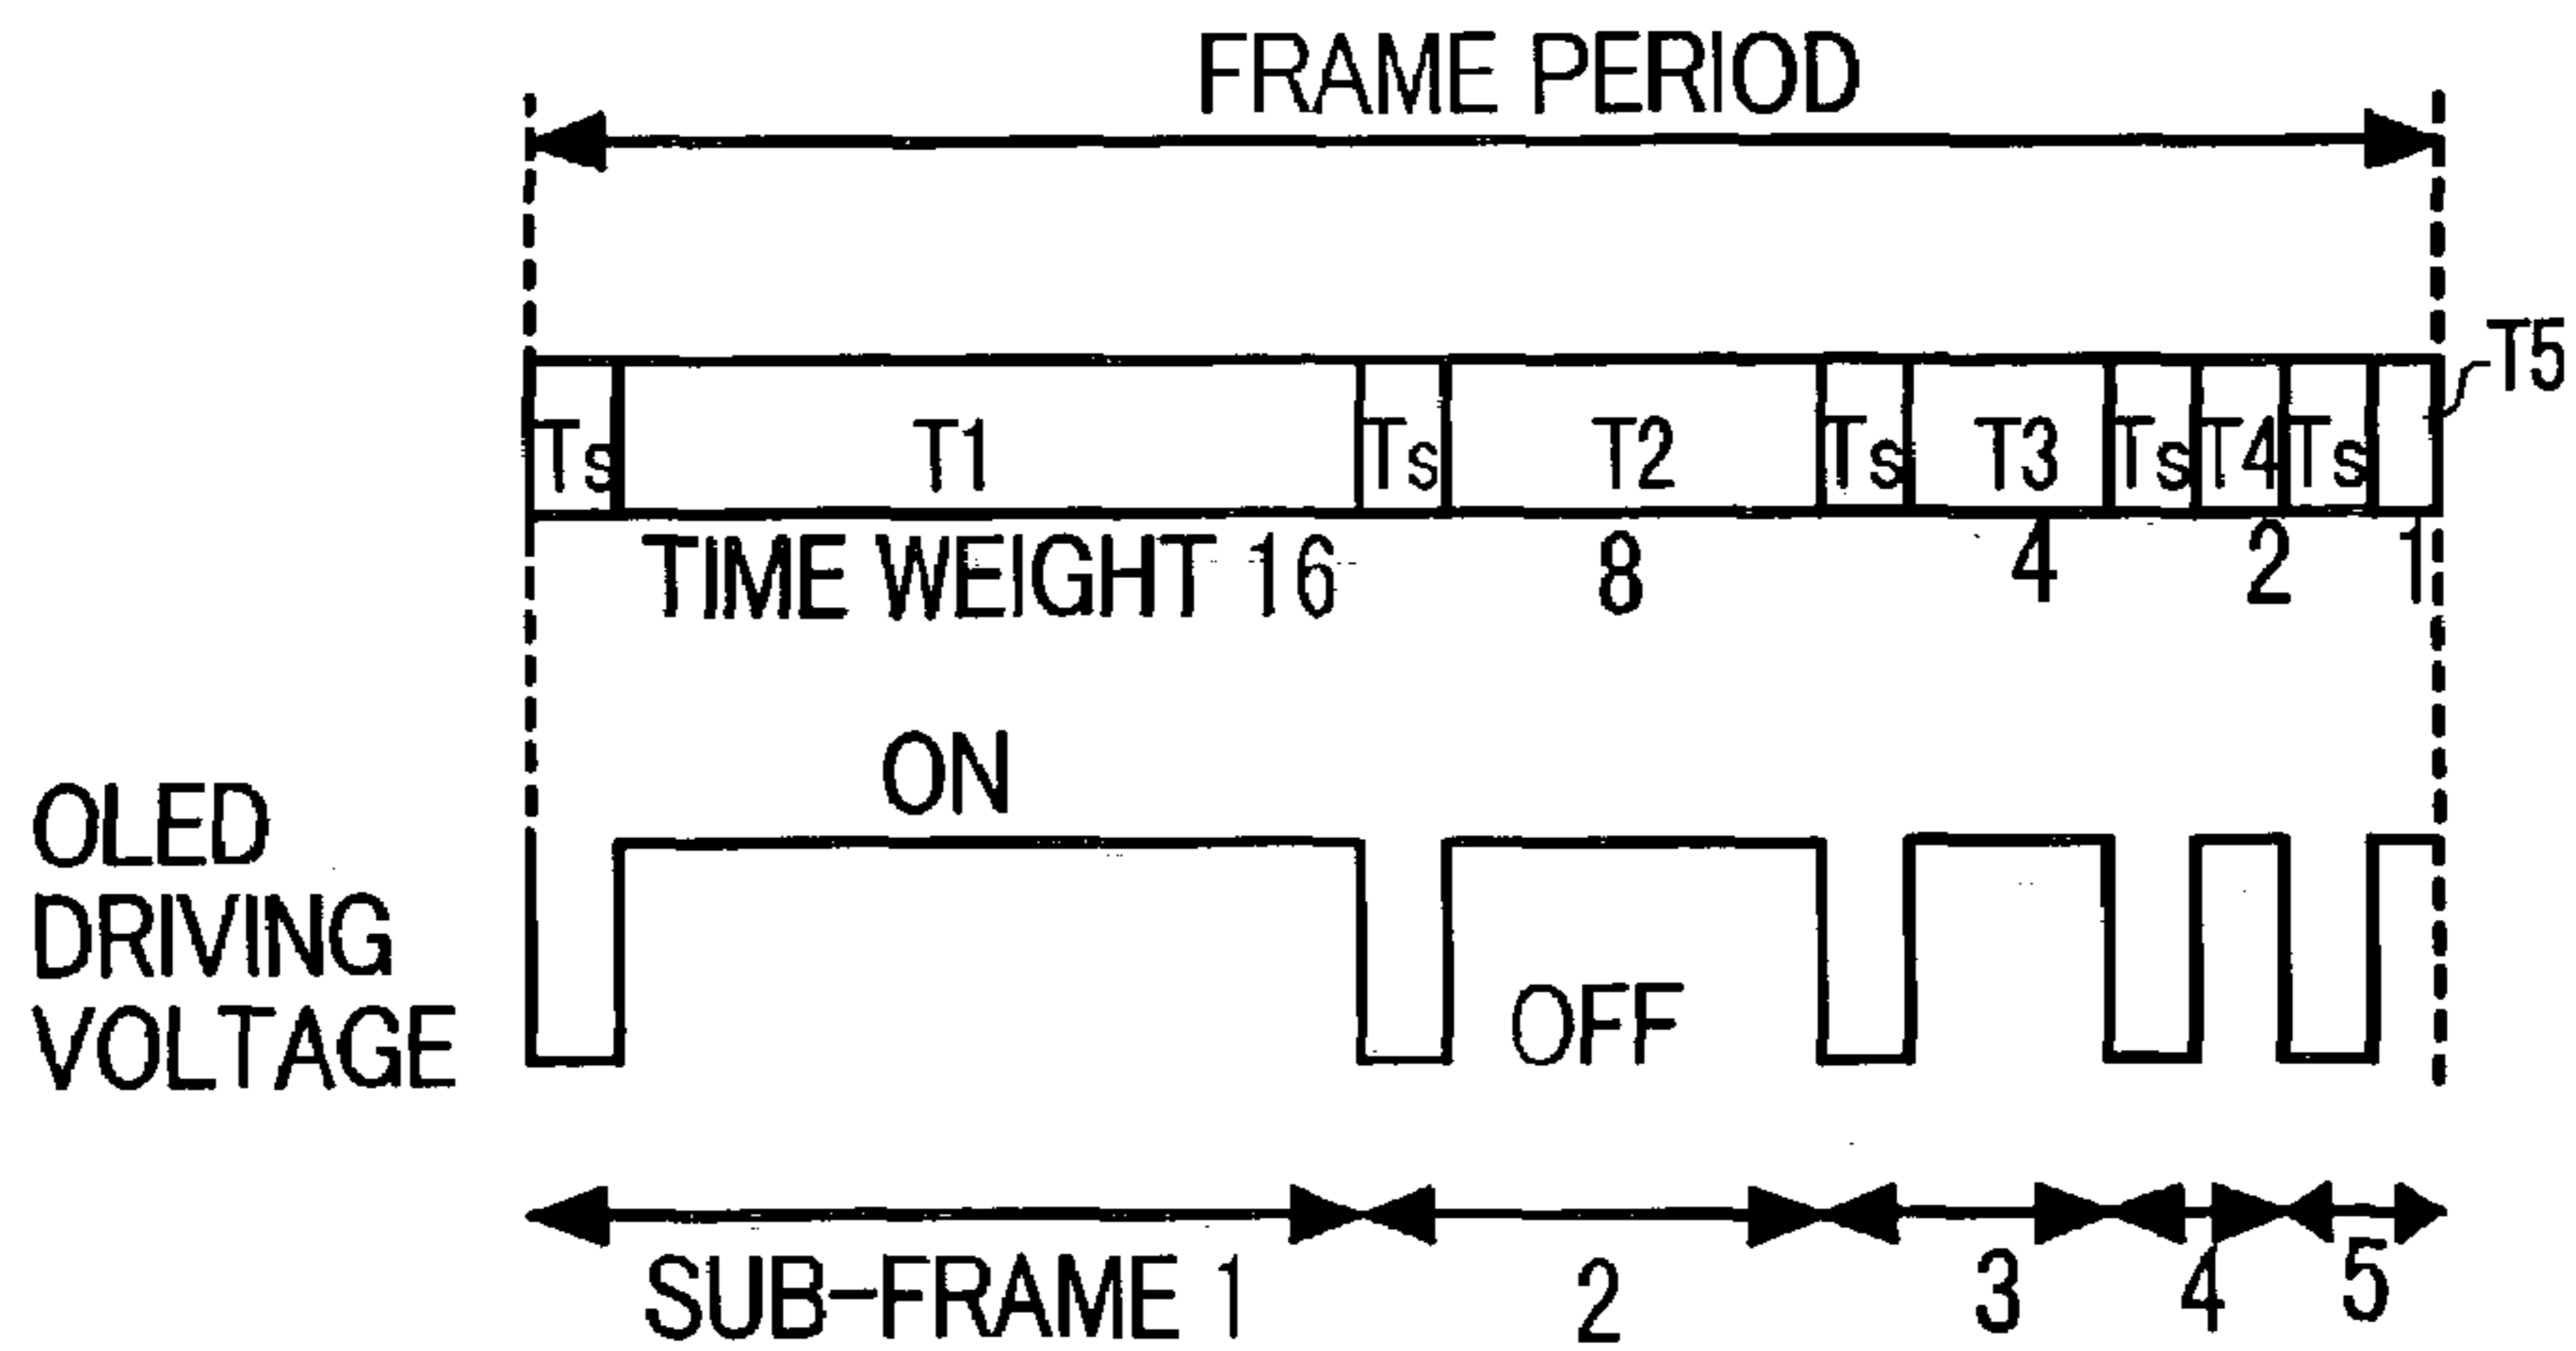 FRAME PERIOD
T5
Ts T1 Ts T2 Ts T3 Ts T4 Ts
TIME WEIGHT 16 8 4 2 1
ON
OLED
DRIVING
VOLTAGE
OFF
SUB-FRAME 1 2 3 4 5